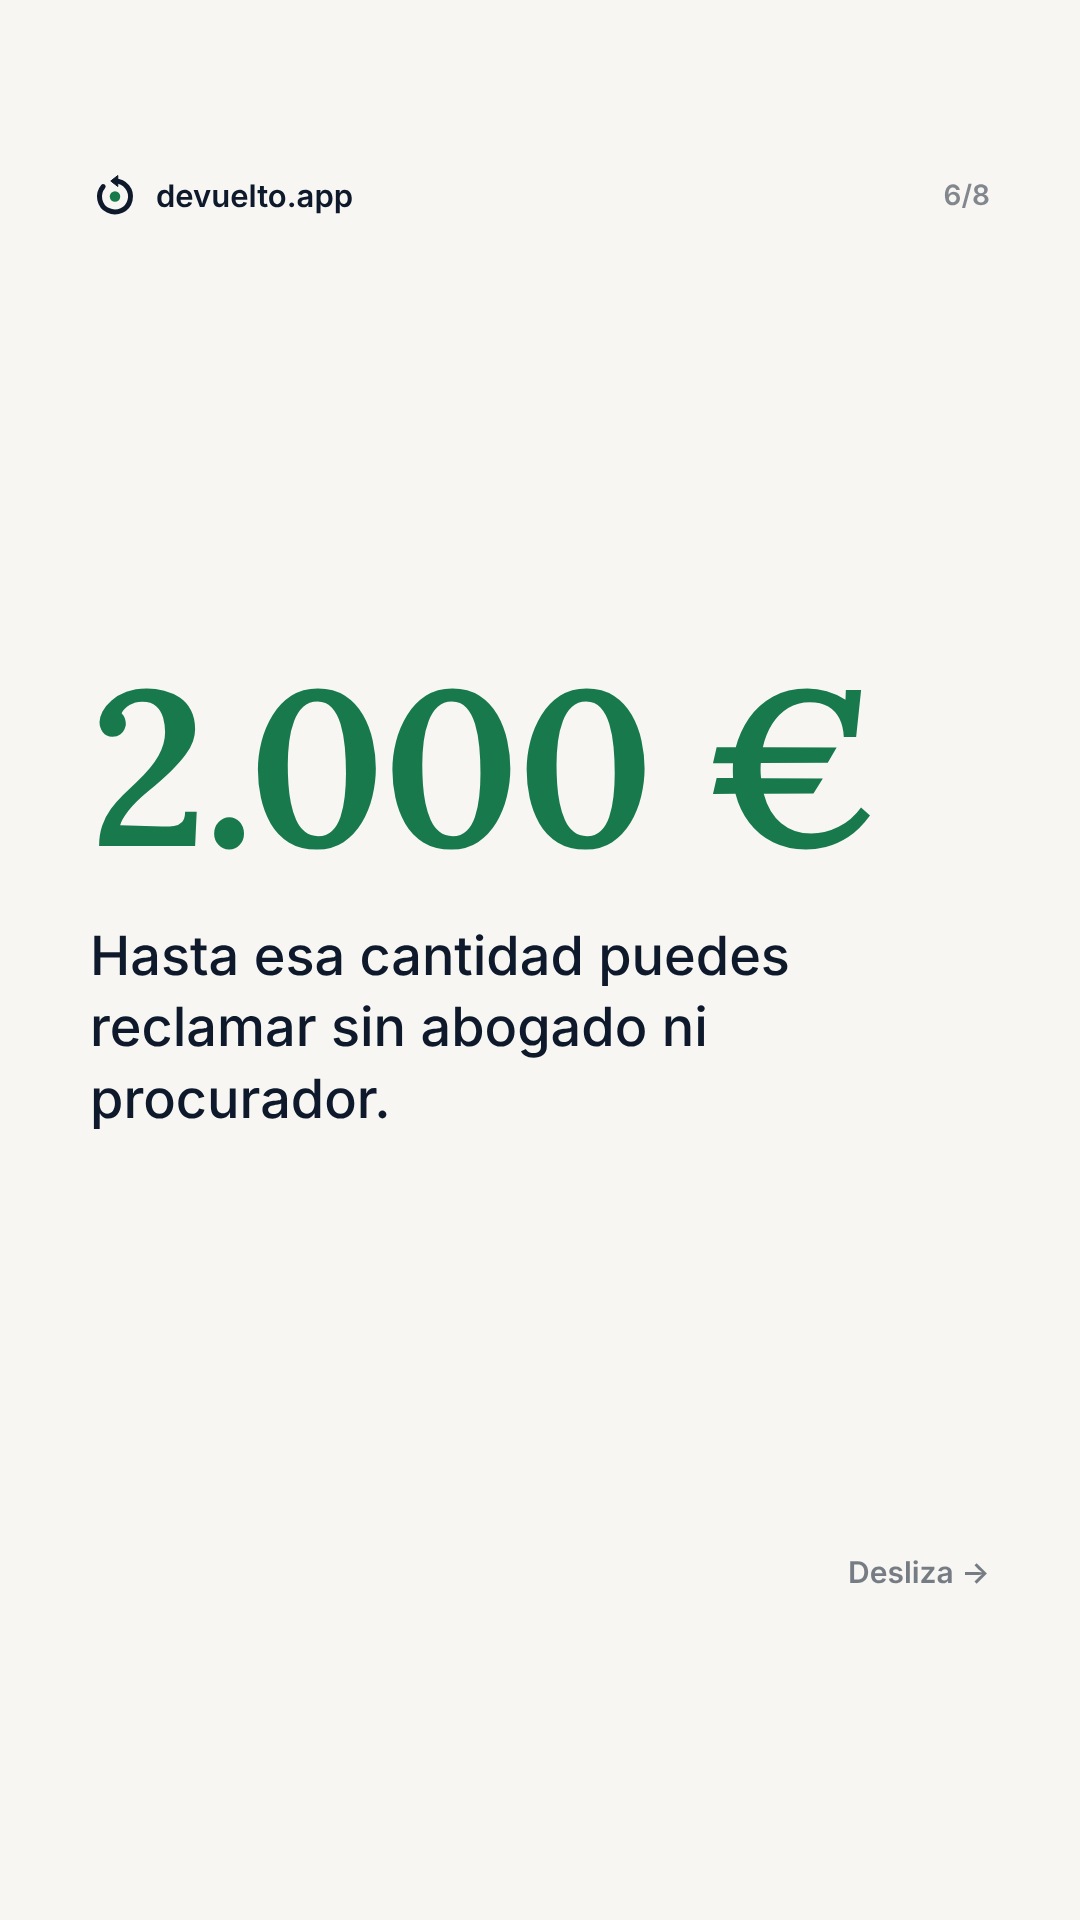 devuelto.app
6/8
2.000 €
Hasta esa cantidad puedes
reclamar sin abogado ni
procurador.
Desliza →